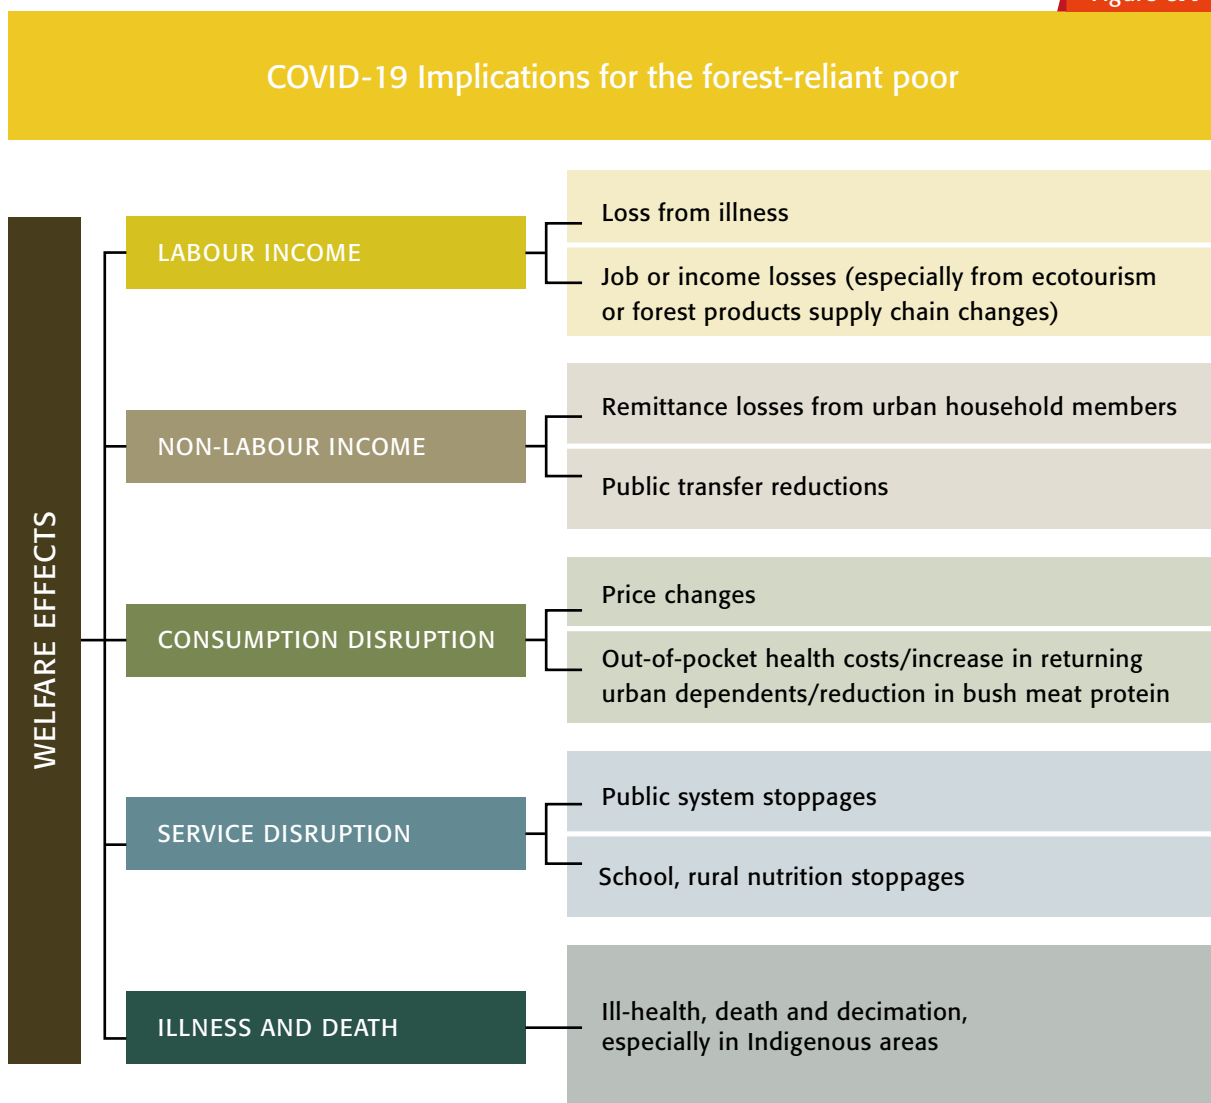 COVID-19 Implications for the forest-reliant poor
WELFARE EFFECTS
LABOUR INCOME
Loss from illness
Job or income losses (especially from ecotourism
or forest products supply chain changes)
NON-LABOUR INCOME
Remittance losses from urban household members
Public transfer reductions
CONSUMPTION DISRUPTION
Price changes
Out-of-pocket health costs/increase in returning
urban dependents/reduction in bush meat protein
SERVICE DISRUPTION
Public system stoppages
School, rural nutrition stoppages
ILLNESS AND DEATH
Ill-health, death and decimation,
especially in Indigenous areas